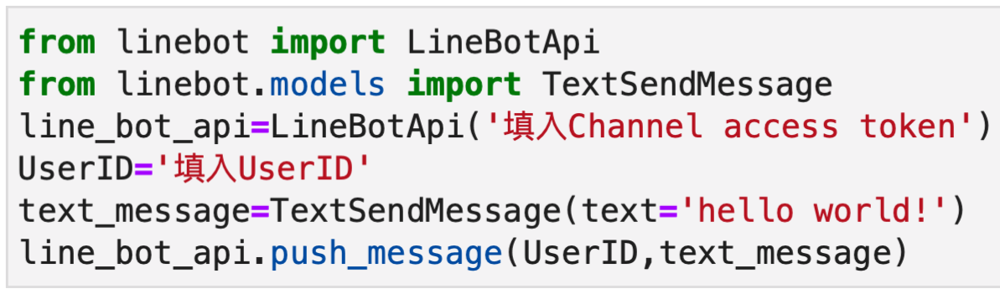 from linebot import LineBotApi
from linebot.models import TextSendMessage
line_bot_api=LineBotApi('填入Channel access token')
UserID='填入UserID'
text_message=TextSendMessage(text='hello world!')
line_bot_api.push_message(UserID,text_message)